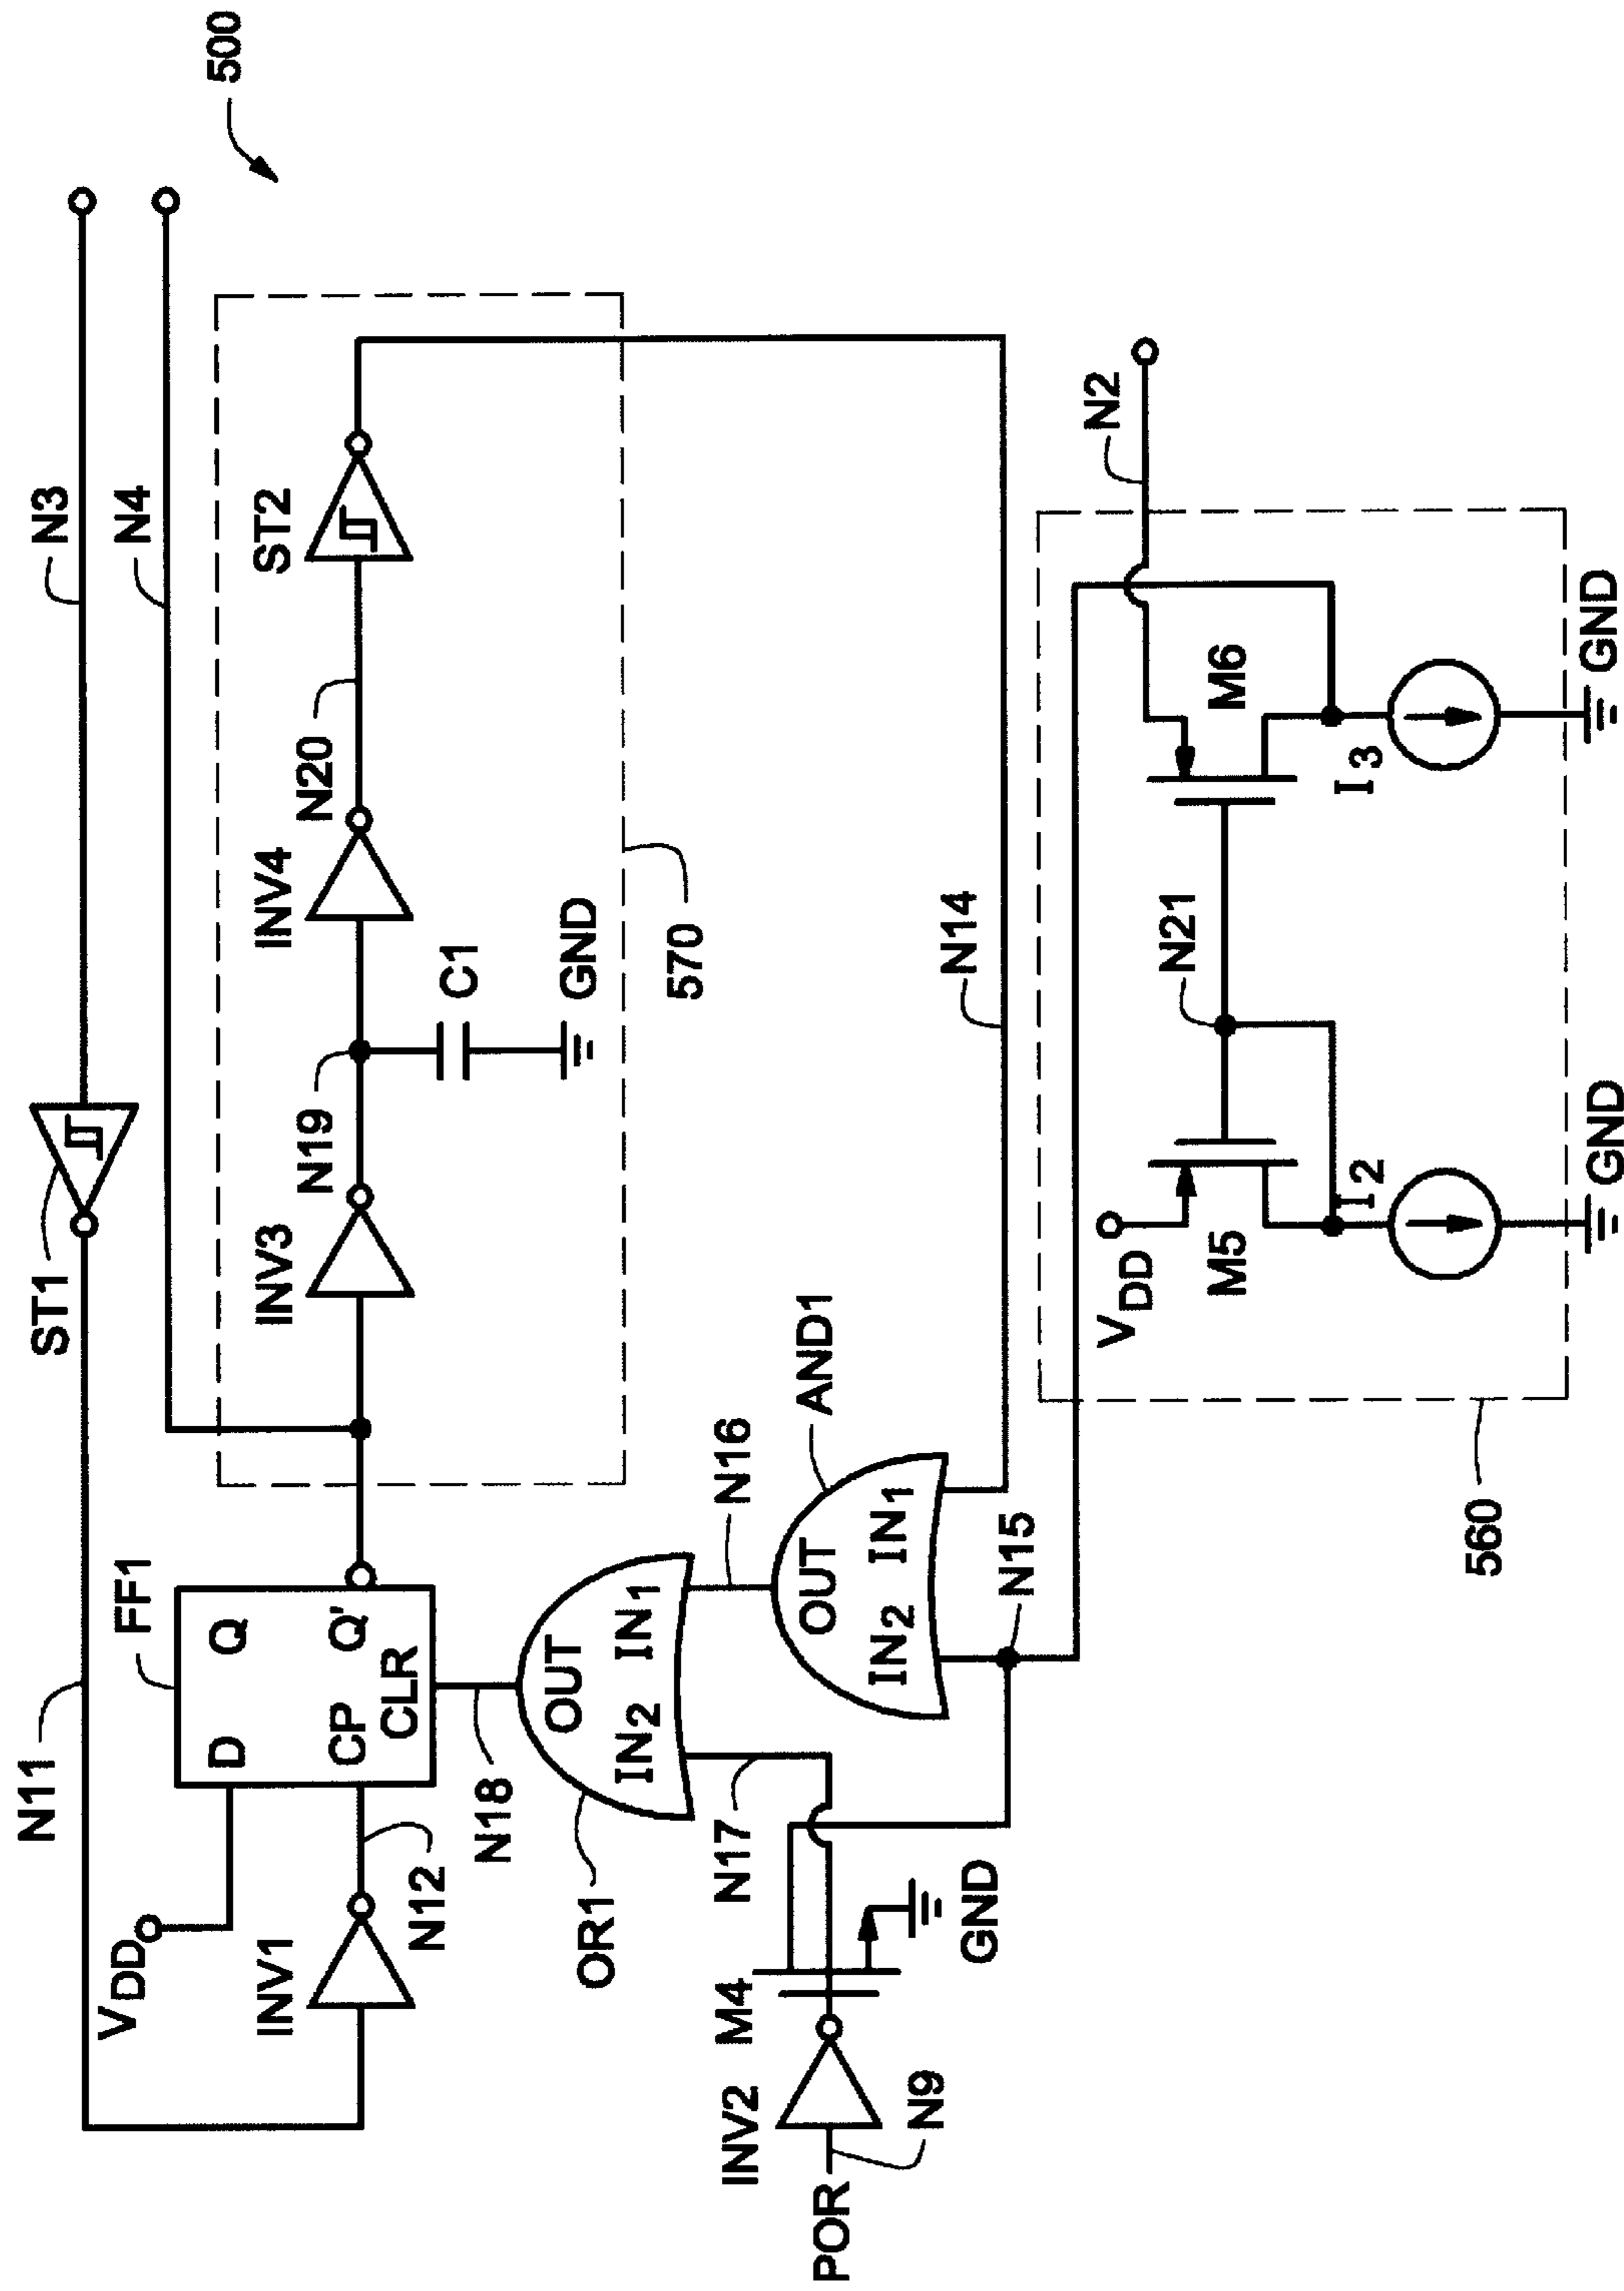 500
N3
N4
ST1
N11
FF1
D
Q
CP
Q'
CLR
VDD
INV1
N12
INV3
N19
C1
GND
INV4
N20
ST2
570
N18
OR1
OUT
IN2
IN1
N17
N16
AND1
OUT
IN2
IN1
N14
N15
POR
N9
INV2
M4
GND
N2
VDD
M5
N21
M6
I2
I3
GND
GND
560